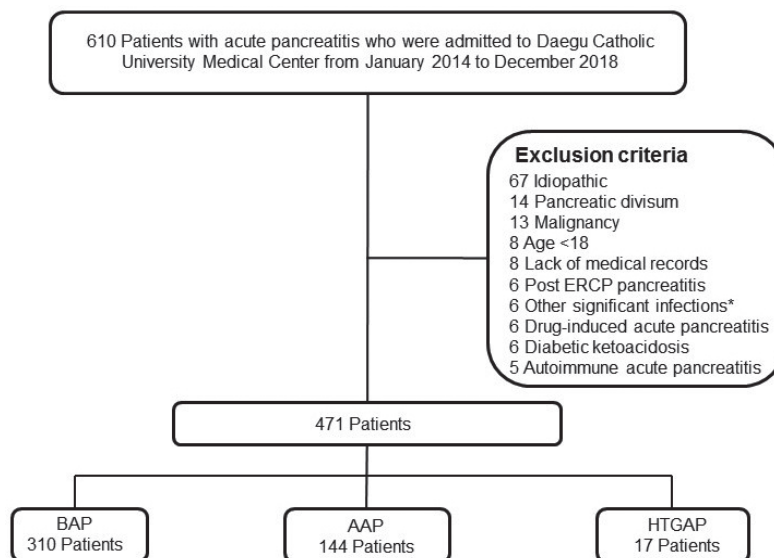 610 Patients with acute pancreatitis who were admitted to Daegu Catholic
University Medical Center from January 2014 to December 2018
Exclusion criteria
67 Idiopathic
14 Pancreatic divisum
13 Malignancy
8 Age <18
8 Lack of medical records
6 Post ERCP pancreatitis
6 Other significant infections*
6 Drug-induced acute pancreatitis
6 Diabetic ketoacidosis
5 Autoimmune acute pancreatitis
471 Patients
BAP
310 Patients
AAP
144 Patients
HTGAP
17 Patients